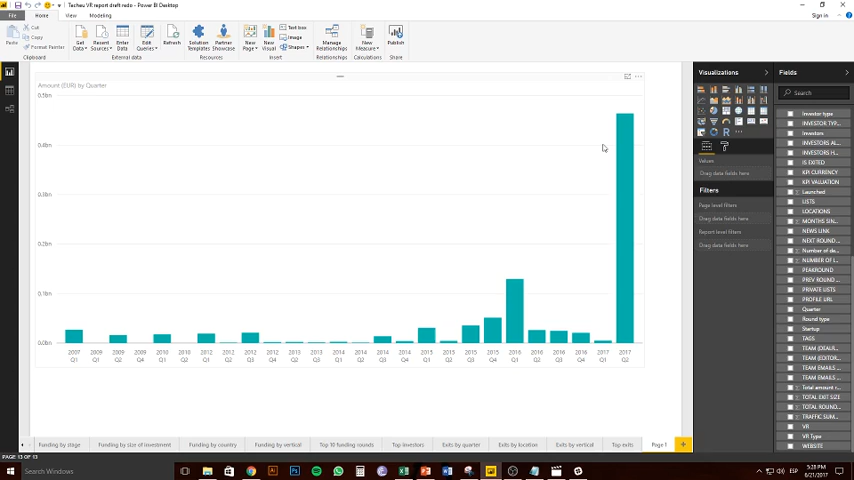 Techeu VR report draft redo - Power BI Desktop
Sign in
File
Home
View
Modeling
Cut
Copy
Format Painter
Paste
Clipboard
Get Data
Recent Sources
Enter Data
Edit Queries
External data
Refresh
Solution Templates
Partner Showcase
Resources
New Page
New Visual
Text box
Image
Shapes
Insert
Manage Relationships
Relationships
New Measure
Calculations
Publish
Share
Amount (EUR) by Quarter
0.5bn
0.4bn
0.3bn
0.2bn
0.1bn
0.0bn
2007 Q1
2009 Q1
2009 Q2
2009 Q3
2010 Q1
2010 Q2
2012 Q1
2012 Q2
2012 Q3
2012 Q4
2013 Q2
2013 Q3
2014 Q1
2014 Q2
2014 Q3
2014 Q4
2015 Q1
2015 Q2
2015 Q3
2015 Q4
2016 Q1
2016 Q2
2016 Q3
2016 Q4
2017 Q1
2017 Q2
Visualizations
Values
Drag data fields here
Filters
Page level filters
Drag data fields here
Report level filters
Drag data fields here
Fields
Search
Investor type
INVESTOR TYP...
Investors
INVESTORS AL...
INVESTORS H...
IS EXITED
KPI CURRENCY
KPI VALUATION
Launched
LISTS
LOCATIONS
MONTHS SIN...
NEWS LINK
NEXT ROUND...
Number of de...
NUMBER OF I...
PEAKROUND
PREV ROUND...
PRIVATE LISTS
PROFILE URL
Quarter
Round type
Startup
TAGS
TEAM (DEALR...
TEAM (EDITOR...
TEAM EMAILS ...
TEAM EMAILS ...
Total amount r...
TOTAL EXIT SIZE
TOTAL ROUND...
TRAFFIC SUM...
VR
VR Type
WEBSITE
Funding by stage
Funding by size of investment
Funding by country
Funding by vertical
Top 10 funding rounds
Top investors
Exits by quarter
Exits by location
Exits by vertical
Top exits
Page 1
PAGE 13 OF 13
Search Windows
ESP
5:28 PM
6/21/2017